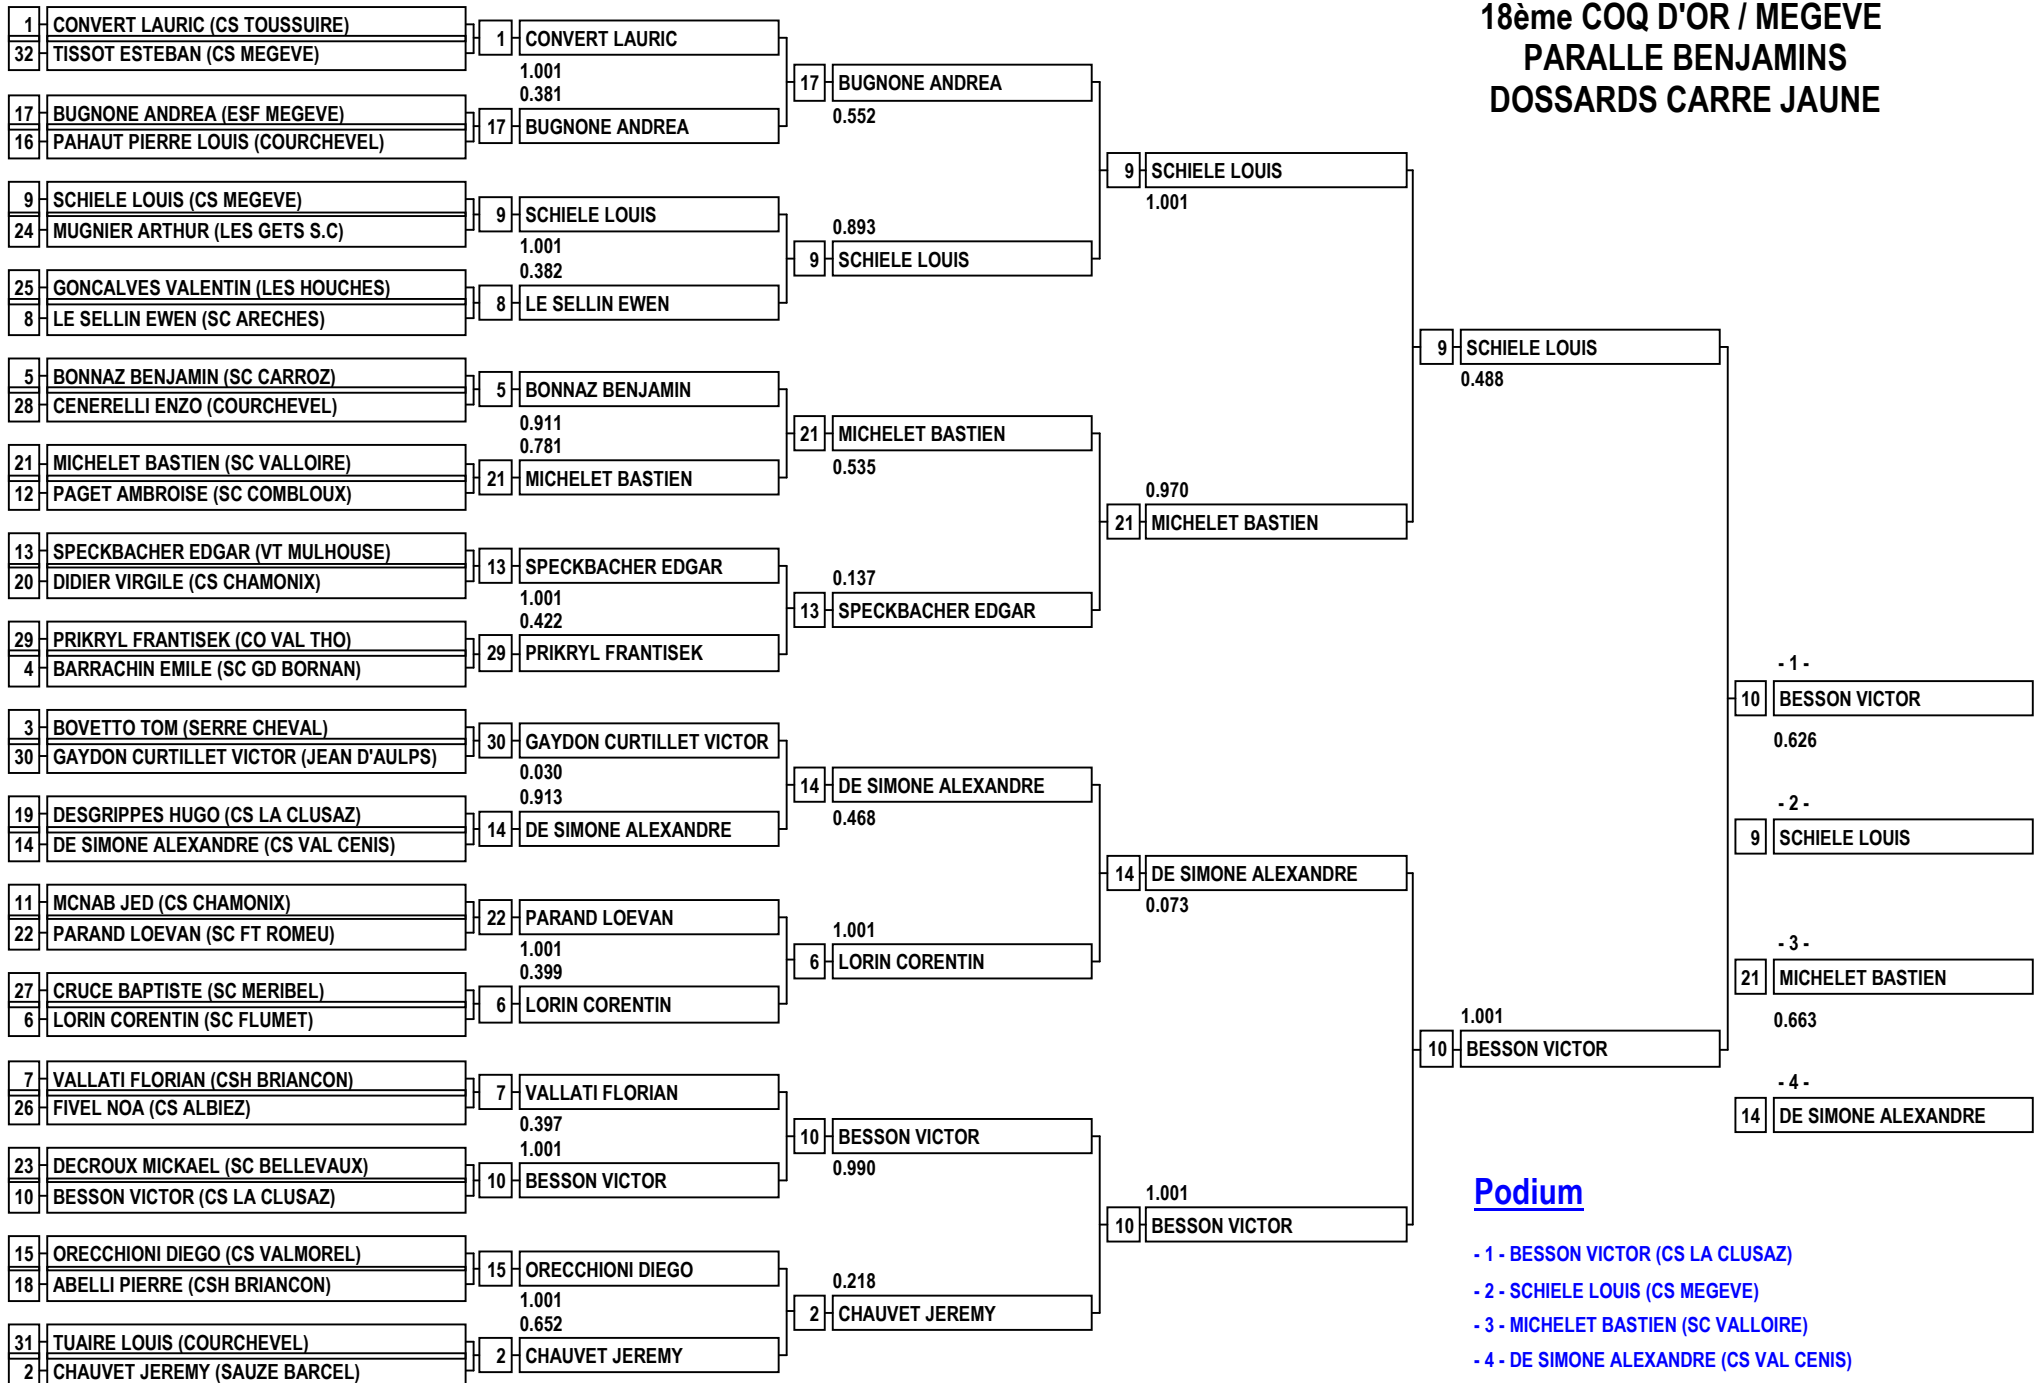 18ème COQ D'OR / MEGEVE
PARALLE BENJAMINS
DOSSARDS CARRE JAUNE
1 CONVERT LAURIC (CS TOUSSUIRE)
32 TISSOT ESTEBAN (CS MEGEVE)
17 BUGNONE ANDREA (ESF MEGEVE)
16 PAHAUT PIERRE LOUIS (COURCHEVEL)
9 SCHIELE LOUIS (CS MEGEVE)
24 MUGNIER ARTHUR (LES GETS S.C)
25 GONCALVES VALENTIN (LES HOUCHES)
8 LE SELLIN EWEN (SC ARECHES)
5 BONNAZ BENJAMIN (SC CARROZ)
28 CENERELLI ENZO (COURCHEVEL)
21 MICHELET BASTIEN (SC VALLOIRE)
12 PAGET AMBROISE (SC COMBLOUX)
13 SPECKBACHER EDGAR (VT MULHOUSE)
20 DIDIER VIRGILE (CS CHAMONIX)
29 PRIKRYL FRANTISEK (CO VAL THO)
4 BARRACHIN EMILE (SC GD BORNAN)
3 BOVETTO TOM (SERRE CHEVAL)
30 GAYDON CURTILLET VICTOR (JEAN D'AULPS)
19 DESGRIPPES HUGO (CS LA CLUSAZ)
14 DE SIMONE ALEXANDRE (CS VAL CENIS)
11 MCNAB JED (CS CHAMONIX)
22 PARAND LOEVAN (SC FT ROMEU)
27 CRUCE BAPTISTE (SC MERIBEL)
6 LORIN CORENTIN (SC FLUMET)
7 VALLATI FLORIAN (CSH BRIANCON)
26 FIVEL NOA (CS ALBIEZ)
23 DECROUX MICKAEL (SC BELLEVAUX)
10 BESSON VICTOR (CS LA CLUSAZ)
15 ORECCHIONI DIEGO (CS VALMOREL)
18 ABELLI PIERRE (CSH BRIANCON)
31 TUAIRE LOUIS (COURCHEVEL)
2 CHAUVET JEREMY (SAUZE BARCEL)
1 CONVERT LAURIC
1.001
0.381
17 BUGNONE ANDREA
9 SCHIELE LOUIS
1.001
0.382
8 LE SELLIN EWEN
5 BONNAZ BENJAMIN
0.911
0.781
21 MICHELET BASTIEN
13 SPECKBACHER EDGAR
1.001
0.422
29 PRIKRYL FRANTISEK
30 GAYDON CURTILLET VICTOR
0.030
0.913
14 DE SIMONE ALEXANDRE
22 PARAND LOEVAN
1.001
0.399
6 LORIN CORENTIN
7 VALLATI FLORIAN
0.397
1.001
10 BESSON VICTOR
15 ORECCHIONI DIEGO
1.001
0.652
2 CHAUVET JEREMY
17 BUGNONE ANDREA
0.552
0.893
9 SCHIELE LOUIS
21 MICHELET BASTIEN
0.535
0.137
13 SPECKBACHER EDGAR
14 DE SIMONE ALEXANDRE
0.468
1.001
6 LORIN CORENTIN
10 BESSON VICTOR
0.990
0.218
2 CHAUVET JEREMY
9 SCHIELE LOUIS
1.001
0.970
21 MICHELET BASTIEN
14 DE SIMONE ALEXANDRE
0.073
1.001
10 BESSON VICTOR
9 SCHIELE LOUIS
0.488
1.001
10 BESSON VICTOR
- 1 -
10 BESSON VICTOR
0.626
- 2 -
9 SCHIELE LOUIS
- 3 -
21 MICHELET BASTIEN
0.663
- 4 -
14 DE SIMONE ALEXANDRE
Podium
- 1 - BESSON VICTOR (CS LA CLUSAZ)
- 2 - SCHIELE LOUIS (CS MEGEVE)
- 3 - MICHELET BASTIEN (SC VALLOIRE)
- 4 - DE SIMONE ALEXANDRE (CS VAL CENIS)